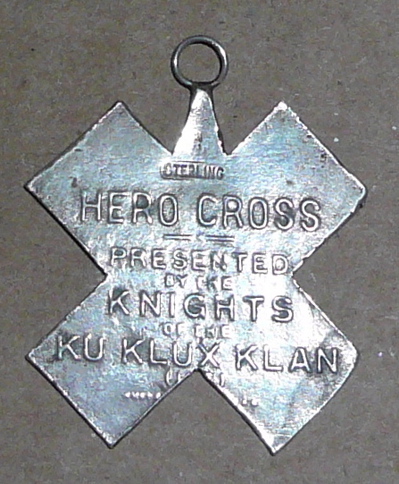 STERLING
HERO CROSS
PRESENTED
BY THE
KNIGHTS
OF THE
KU KLUX KLAN